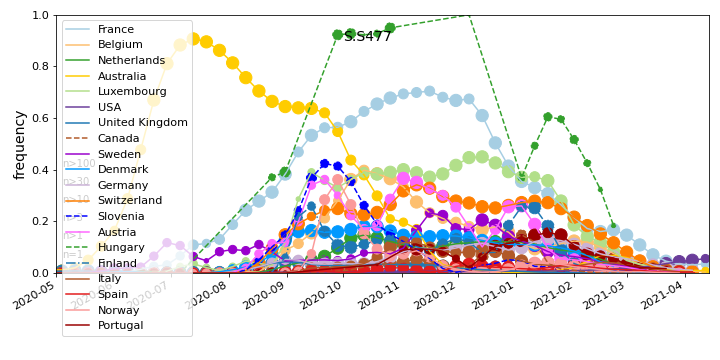 S.S477
frequency
1.0
0.8
0.6
0.4
0.2
0.0
France
Belgium
Netherlands
Australia
Luxembourg
USA
United Kingdom
Canada
Sweden
Denmark
Germany
Switzerland
Slovenia
Austria
Hungary
Finland
Italy
Spain
Norway
Portugal
n>100
n>30
n>1
n=1
2020-05
2020-07
2020-08
2020-09
2020-10
2020-11
2020-12
2021-01
2021-02
2021-03
2021-04